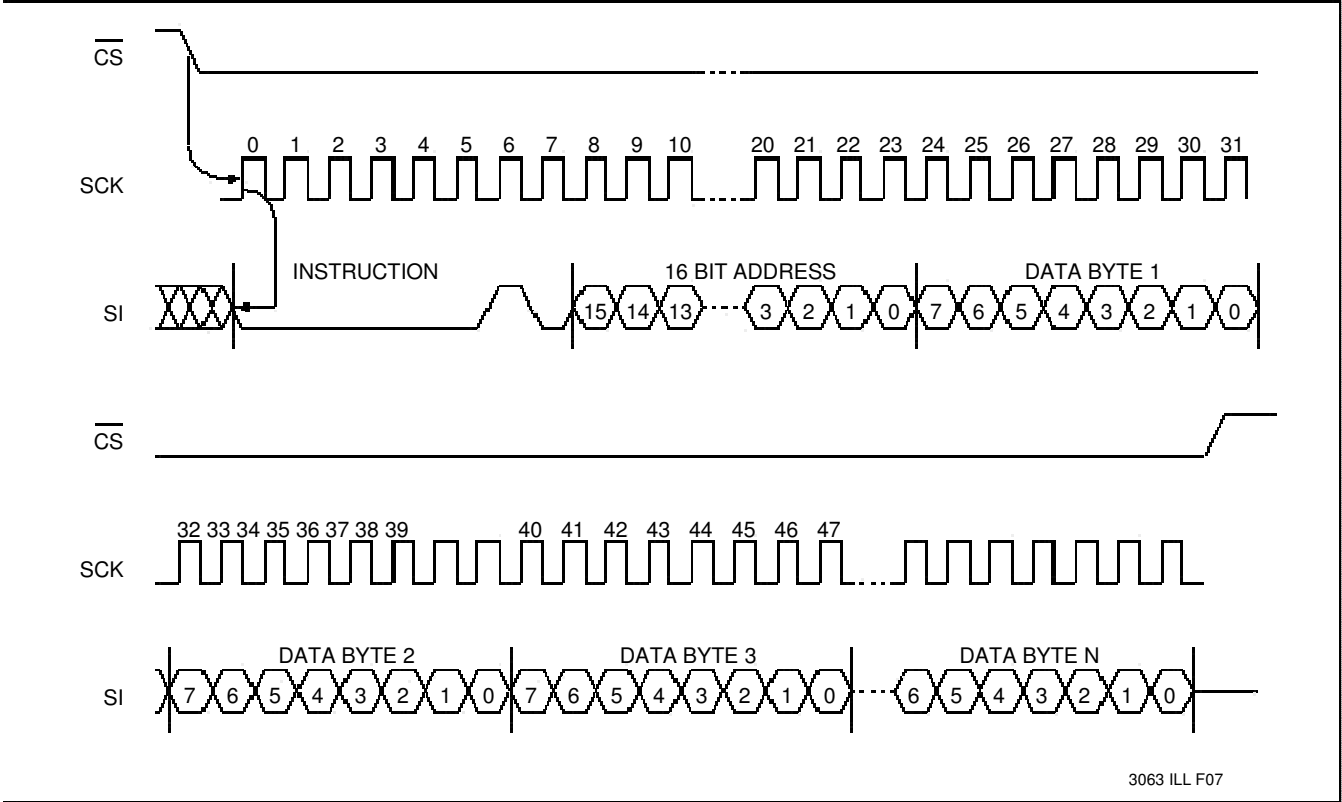 CS
0 1 2 3 4 5 6 7 8 9 10 20 21 22 23 24 25 26 27 28 29 30 31
SCK
INSTRUCTION 16 BIT ADDRESS DATA BYTE 1
SI 15 14 13 3 2 1 0 7 6 5 4 3 2 1 0
CS
32 33 34 35 36 37 38 39 40 41 42 43 44 45 46 47
SCK
DATA BYTE 2 DATA BYTE 3 DATA BYTE N
SI 7 6 5 4 3 2 1 0 7 6 5 4 3 2 1 0 6 5 4 3 2 1 0
3063 ILL F07